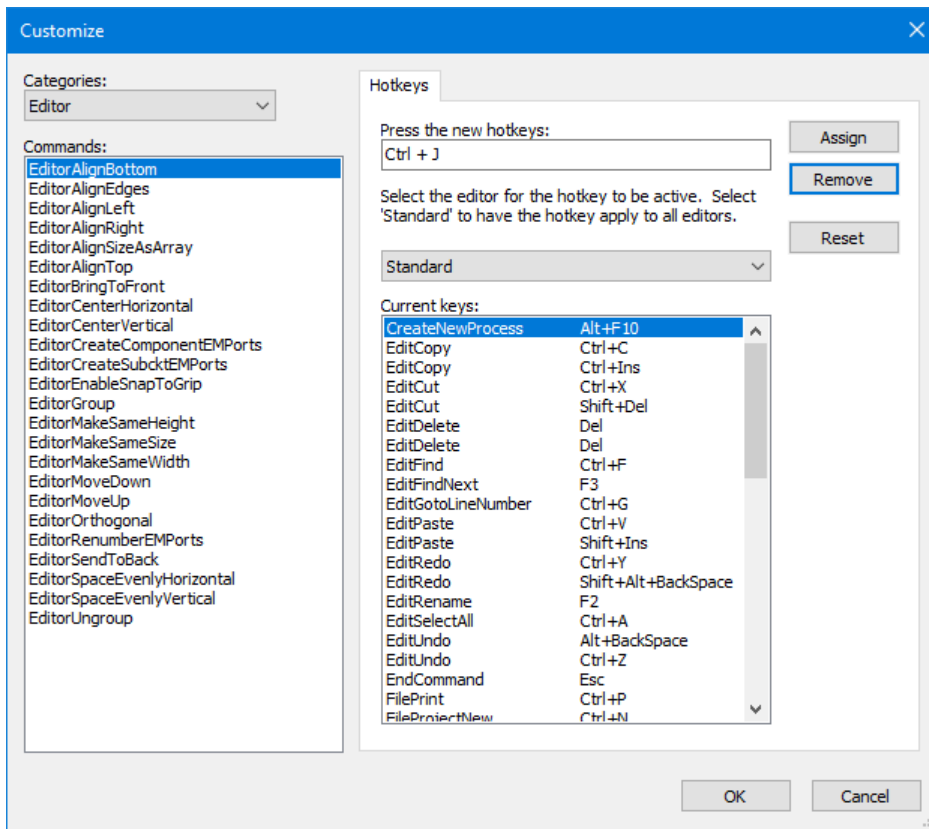 Customize
Categories:
Editor
Commands:
EditorAlignBottom
EditorAlignEdges
EditorAlignLeft
EditorAlignRight
EditorAlignSizeAsArray
EditorAlignTop
EditorBringToFront
EditorCenterHorizontal
EditorCenterVertical
EditorCreateComponentEMPorts
EditorCreateSubcktEMPorts
EditorEnableSnapToGrip
EditorGroup
EditorMakeSameHeight
EditorMakeSameSize
EditorMakeSameWidth
EditorMoveDown
EditorMoveUp
EditorOrthogonal
EditorRenumberEMPorts
EditorSendToBack
EditorSpaceEvenlyHorizontal
EditorSpaceEvenlyVertical
EditorUngroup
Hotkeys
Press the new hotkeys:
Ctrl + J
Assign
Remove
Select the editor for the hotkey to be active. Select
'Standard' to have the hotkey apply to all editors.
Reset
Standard
Current keys:
CreateNewProcess Alt+F10
EditCopy Ctrl+C
EditCopy Ctrl+Ins
EditCut Ctrl+X
EditCut Shift+Del
EditDelete Del
EditDelete Del
EditFind Ctrl+F
EditFindNext F3
EditGotoLineNumber Ctrl+G
EditPaste Ctrl+V
EditPaste Shift+Ins
EditRedo Ctrl+Y
EditRedo Shift+Alt+BackSpace
EditRename F2
EditSelectAll Ctrl+A
EditUndo Alt+BackSpace
EditUndo Ctrl+Z
EndCommand Esc
FilePrint Ctrl+P
FileProjectNew Ctrl+N
OK
Cancel